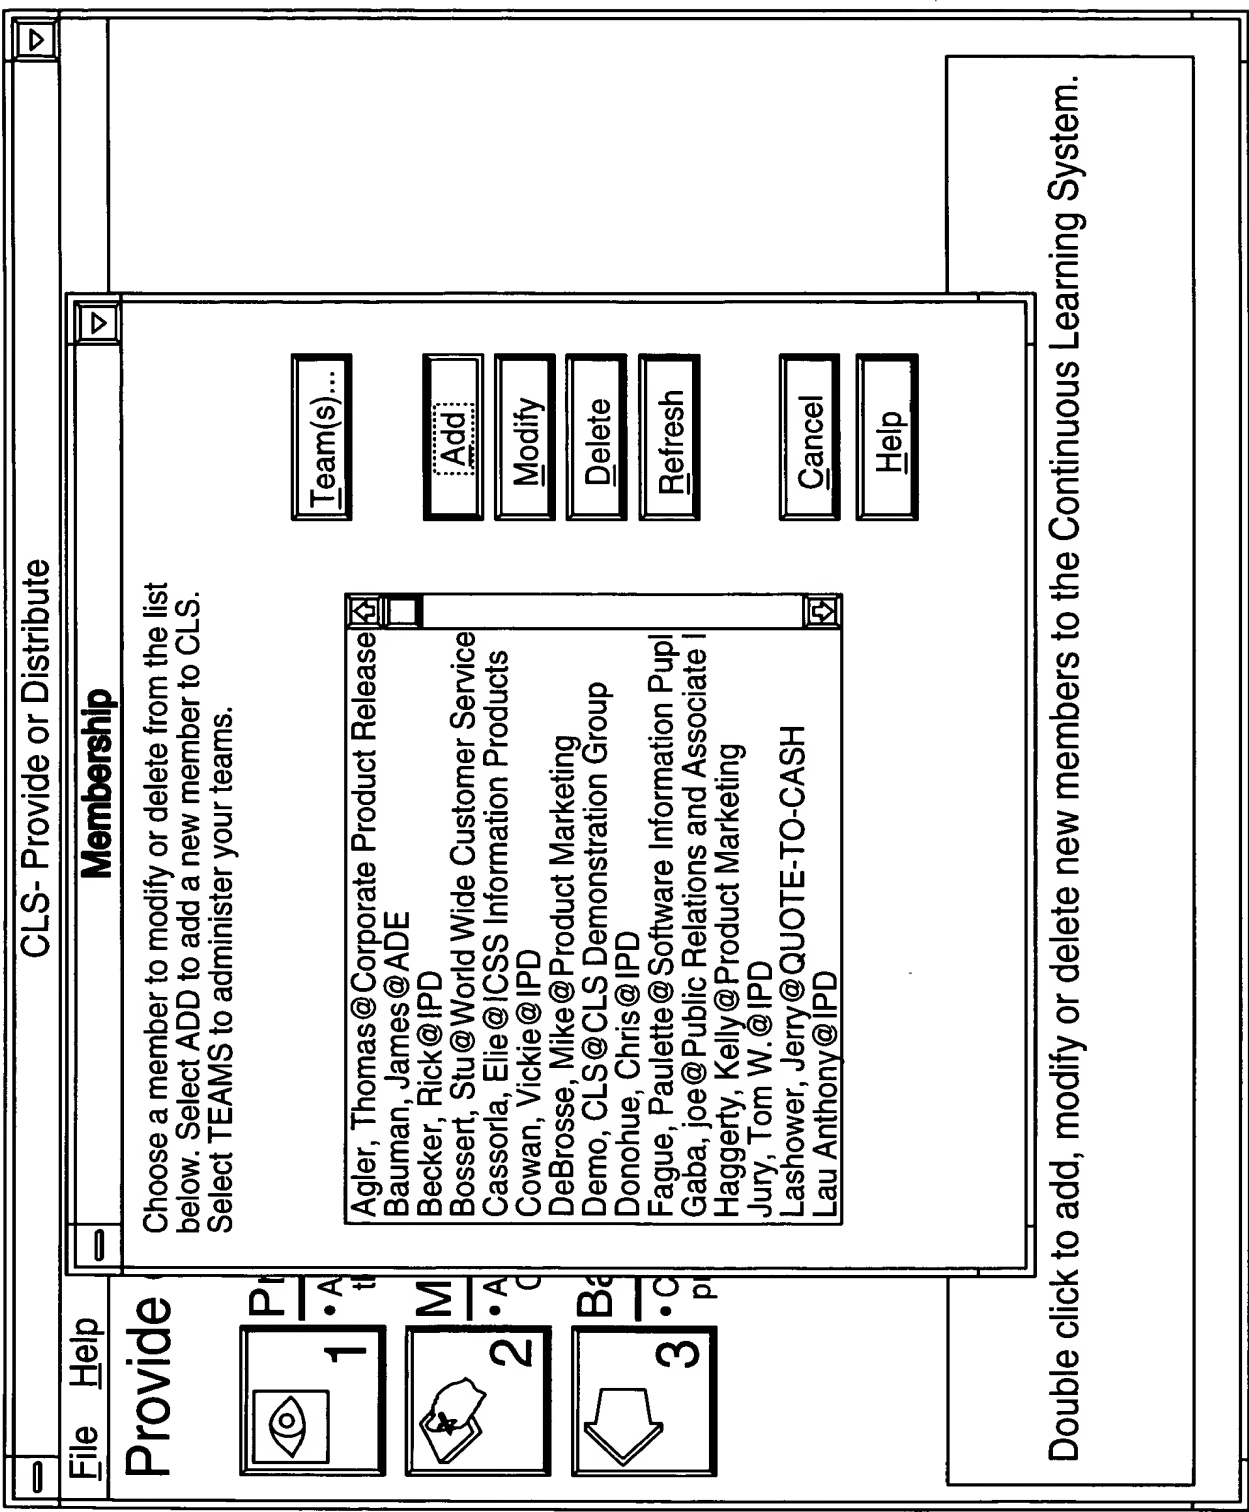 CLS- Provide or Distribute
File Help
Provide
1
2
3
• A
M
• A
Ba
• C
Membership
Choose a member to modify or delete from the list
below. Select ADD to add a new member to CLS.
Select TEAMS to administer your teams.
Agler, Thomas@Corporate Product Release
Bauman, James@ADE
Becker, Rick@IPD
Bossert, Stu@World Wide Customer Service
Cassorla, Elie@ICSS Information Products
Cowan, Vickie@IPD
DeBrosse, Mike@Product Marketing
Demo, CLS@CLS Demonstration Group
Donohue, Chris@IPD
Fague, Paulette@Software Information Pupl
Gaba, joe@Public Relations and Associate I
Haggerty, Kelly@Product Marketing
Jury, Tom W.@IPD
Lashower, Jerry@QUOTE-TO-CASH
Lau Anthony@IPD
Team(s)...
Add
Modify
Delete
Refresh
Cancel
Help
Double click to add, modify or delete new members to the Continuous Learning System.